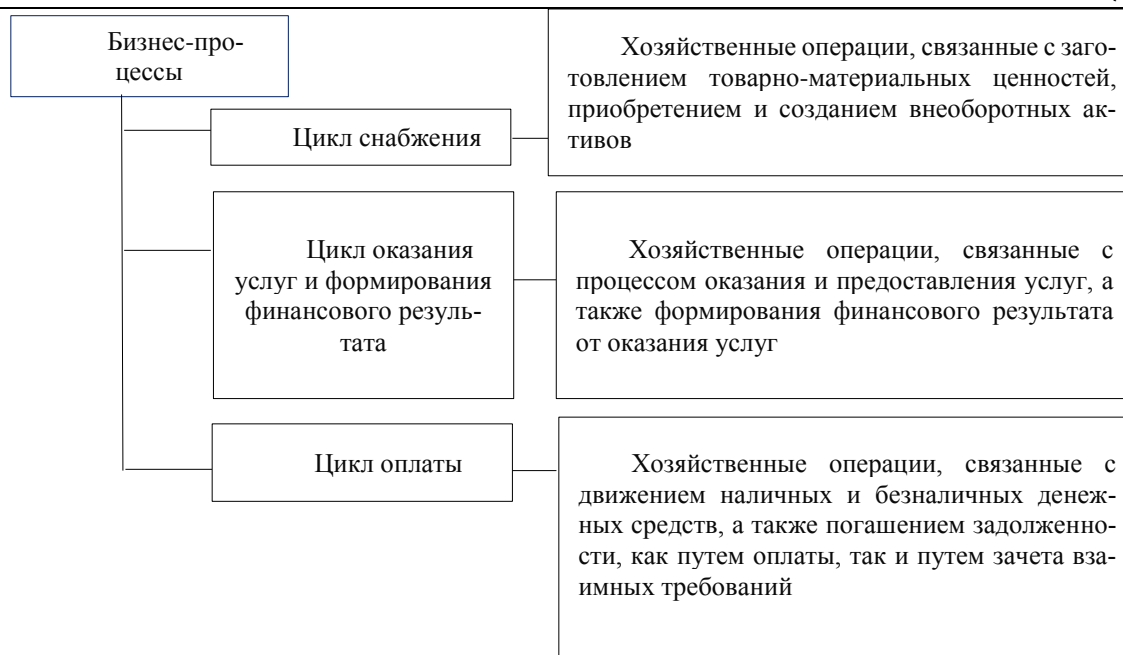 Бизнес-про-
цессы
Хозяйственные операции, связанные с заго-
товлением товарно-материальных ценностей,
приобретением и созданием внеоборотных ак-
тивов
Цикл снабжения
Цикл оказания
услуг и формирования
финансового резуль-
тата
Хозяйственные операции, связанные с
процессом оказания и предоставления услуг, а
также формирования финансового результата
от оказания услуг
Цикл оплаты
Хозяйственные операции, связанные с
движением наличных и безналичных денеж-
ных средств, а также погашением задолженно-
сти, как путем оплаты, так и путем зачета вза-
имных требований